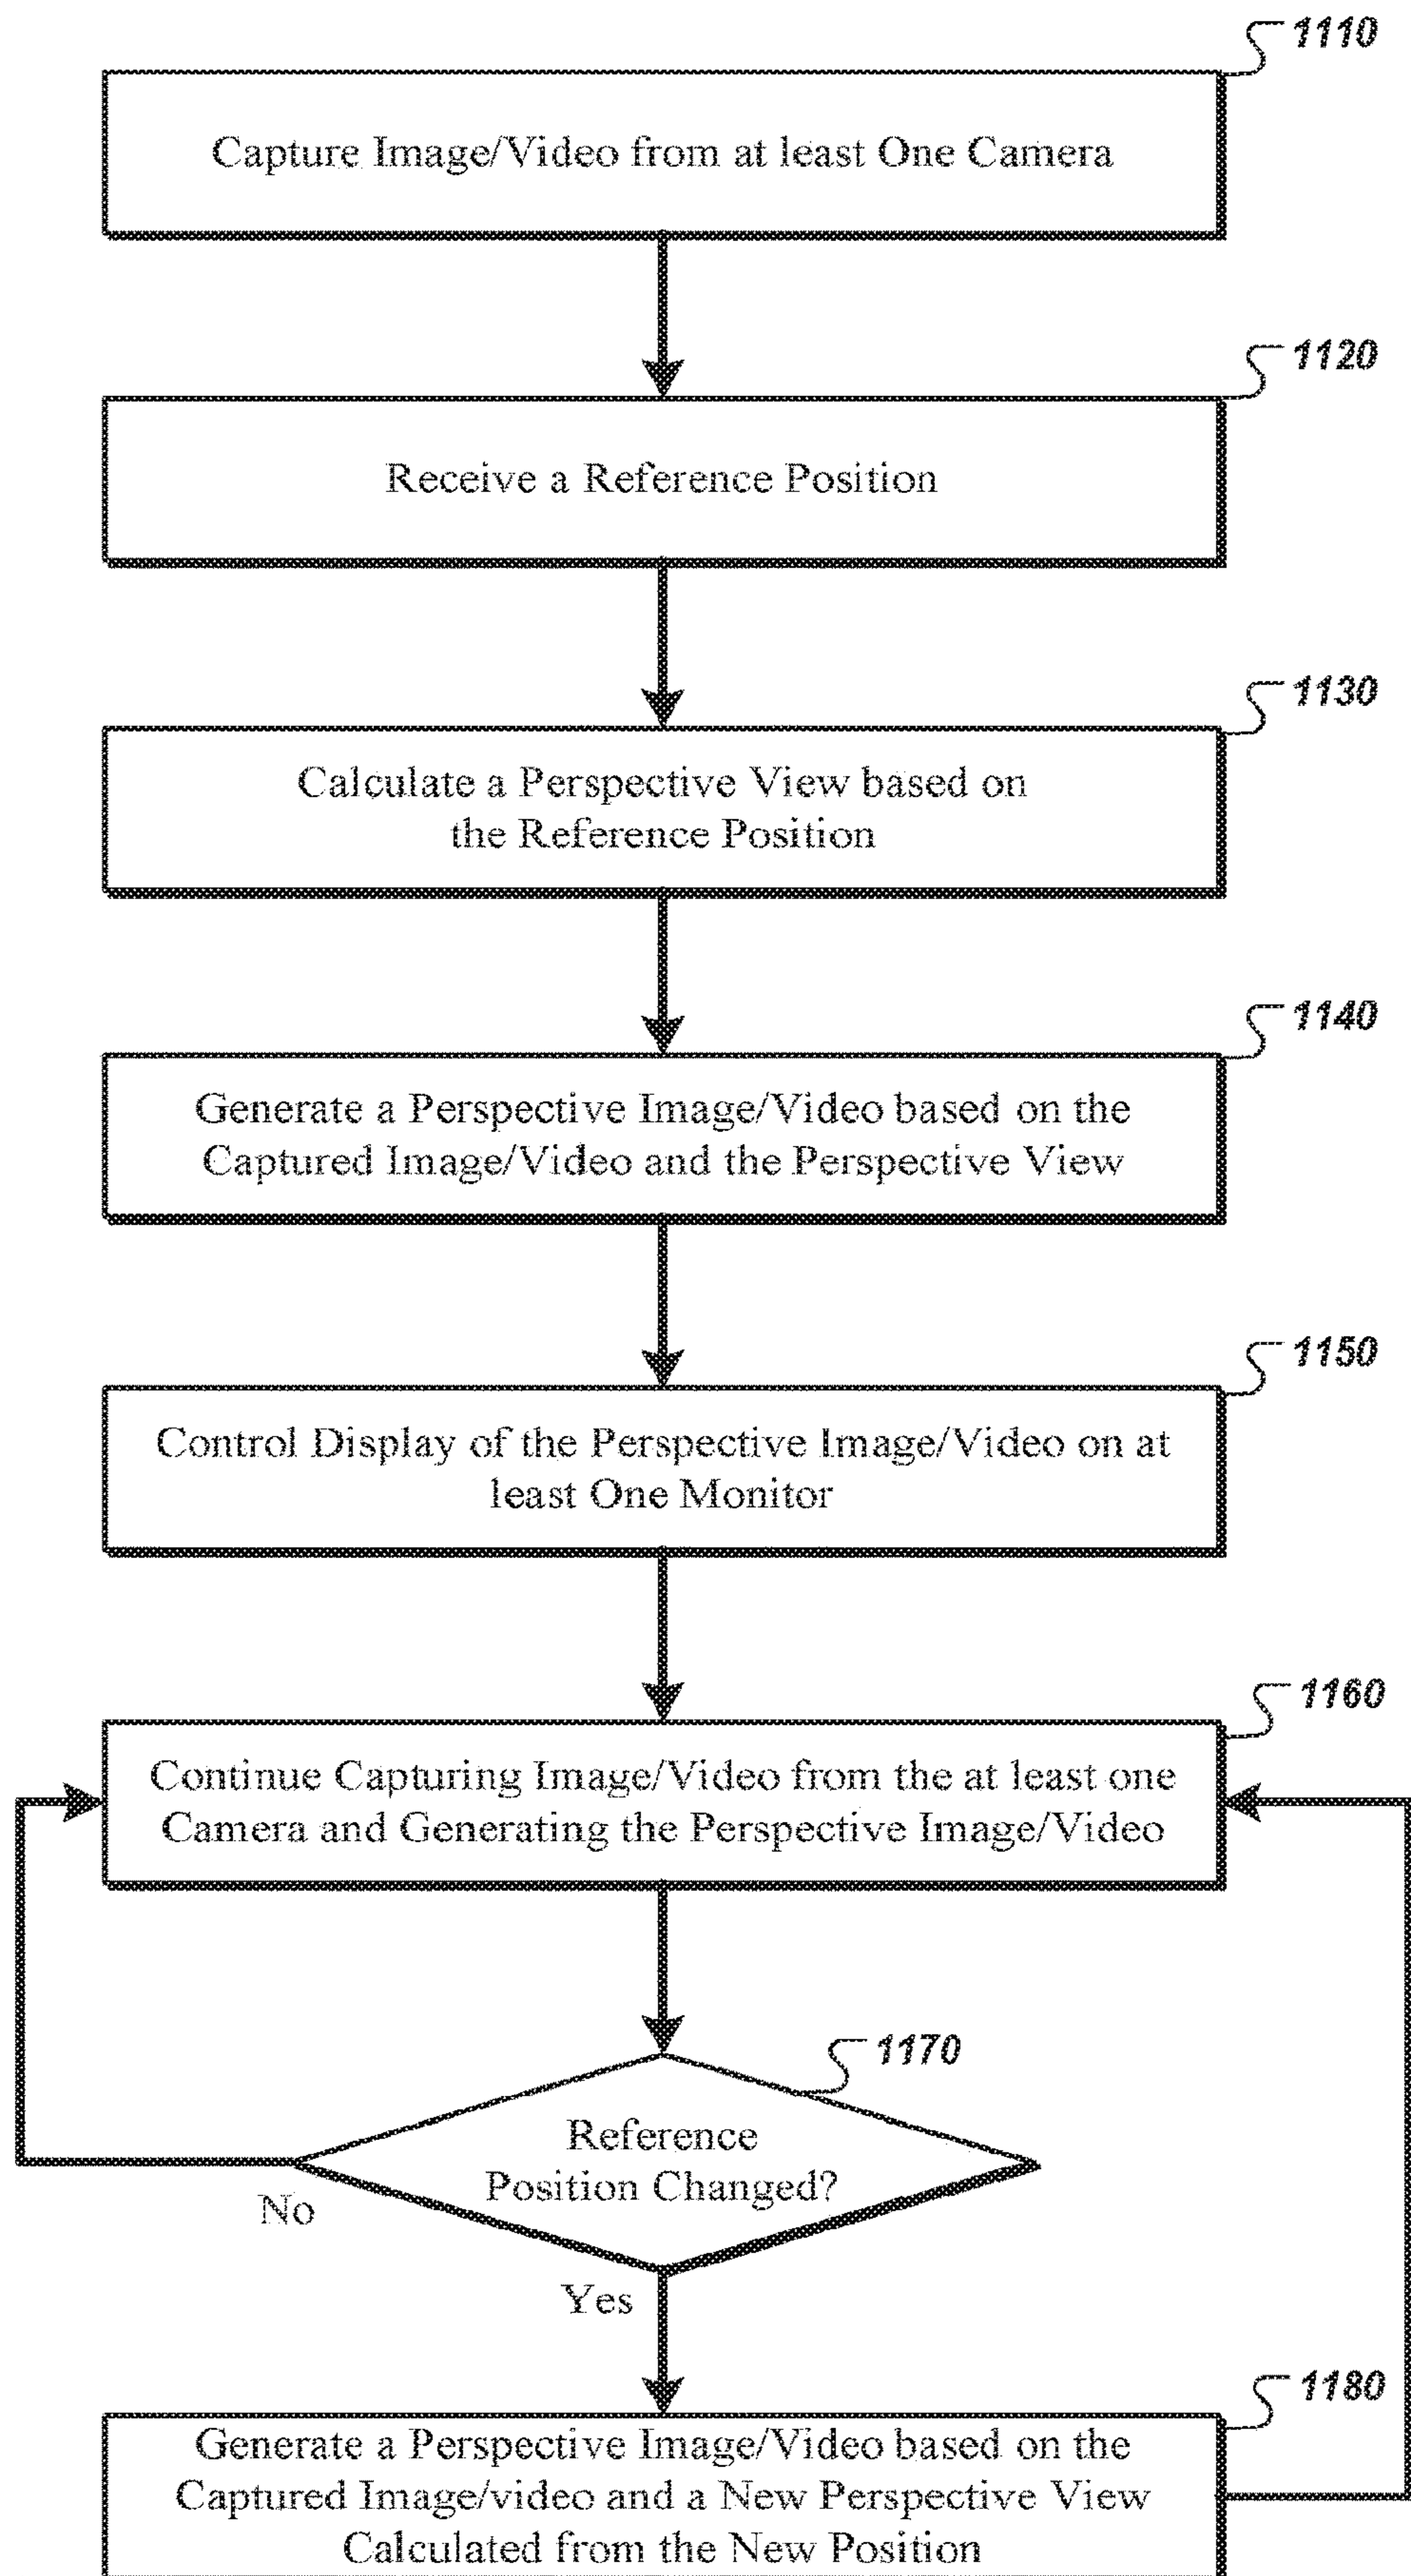 1110
Capture Image/Video from at least One Camera
1120
Receive a Reference Position
1130
Calculate a Perspective View based on
the Reference Position
1140
Generate a Perspective Image/Video based on the
Captured Image/Video and the Perspective View
1150
Control Display of the Perspective Image/Video on at
least One Monitor
1160
Continue Capturing Image/Video from the at least one
Camera and Generating the Perspective Image/Video
1170
Reference
Position Changed?
No
Yes
1180
Generate a Perspective Image/Video based on the
Captured Image/video and a New Perspective View
Calculated from the New Position